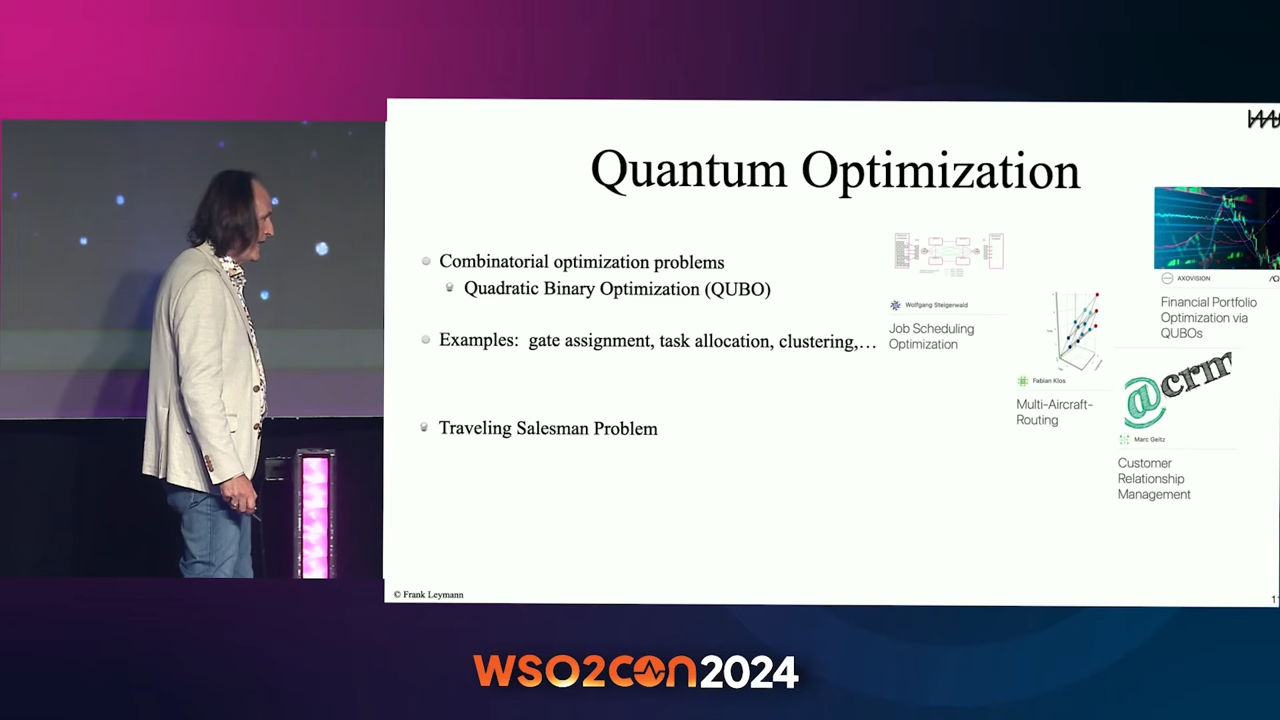 Quantum Optimization
Combinatorial optimization problems
Quadratic Binary Optimization (QUBO)
Examples: gate assignment, task allocation, clustering,…
Traveling Salesman Problem
Wolfgang Steigerwald
Job Scheduling
Optimization
Fabian Klos
Multi-Aircraft-
Routing
AXOVISION
Financial Portfolio
Optimization via
QUBOs
@crm
Marc Geitz
Customer
Relationship
Management
© Frank Leymann
WSO2CON2024